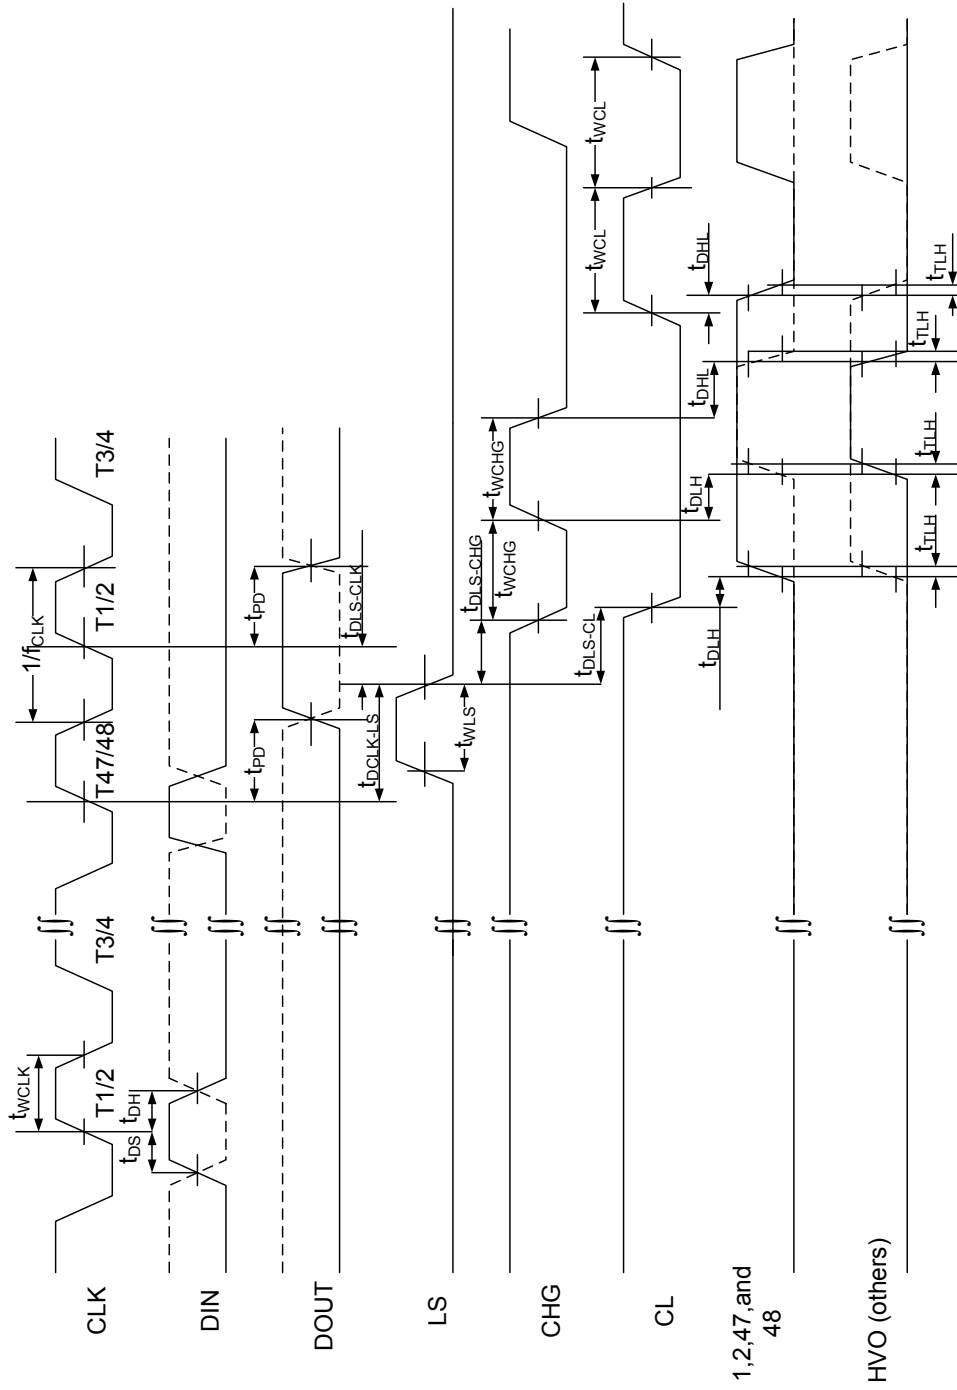 CLK
tWCLK
T1/2
T3/4
T47/48
1/fCLK
T1/2
T3/4
DIN
tDS
tDH
DOUT
tPD
tPD
tDCLK-LS
tDLS-CLK
LS
tWLS
CHG
tDLS-CHG
tWCHG
tWCHG
CL
tDLS-CL
tWCL
tWCL
1,2,47,and
48
tDLH
tDLH
tDHL
tDHL
HVO (others)
tTLH
tTLH
tTLH
tTLH